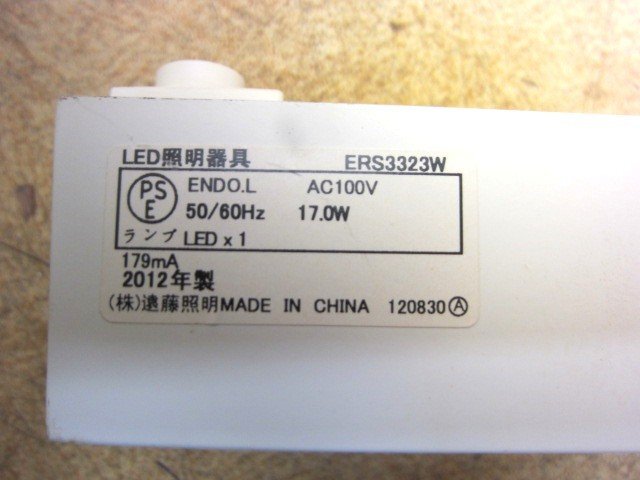 LED照明器具 ERS3323W
PS
E
ENDO.L AC100V
50/60Hz 17.0W
ランプ LED x 1
179mA
2012年製
(株)遠藤照明MADE IN CHINA 120830Ⓐ